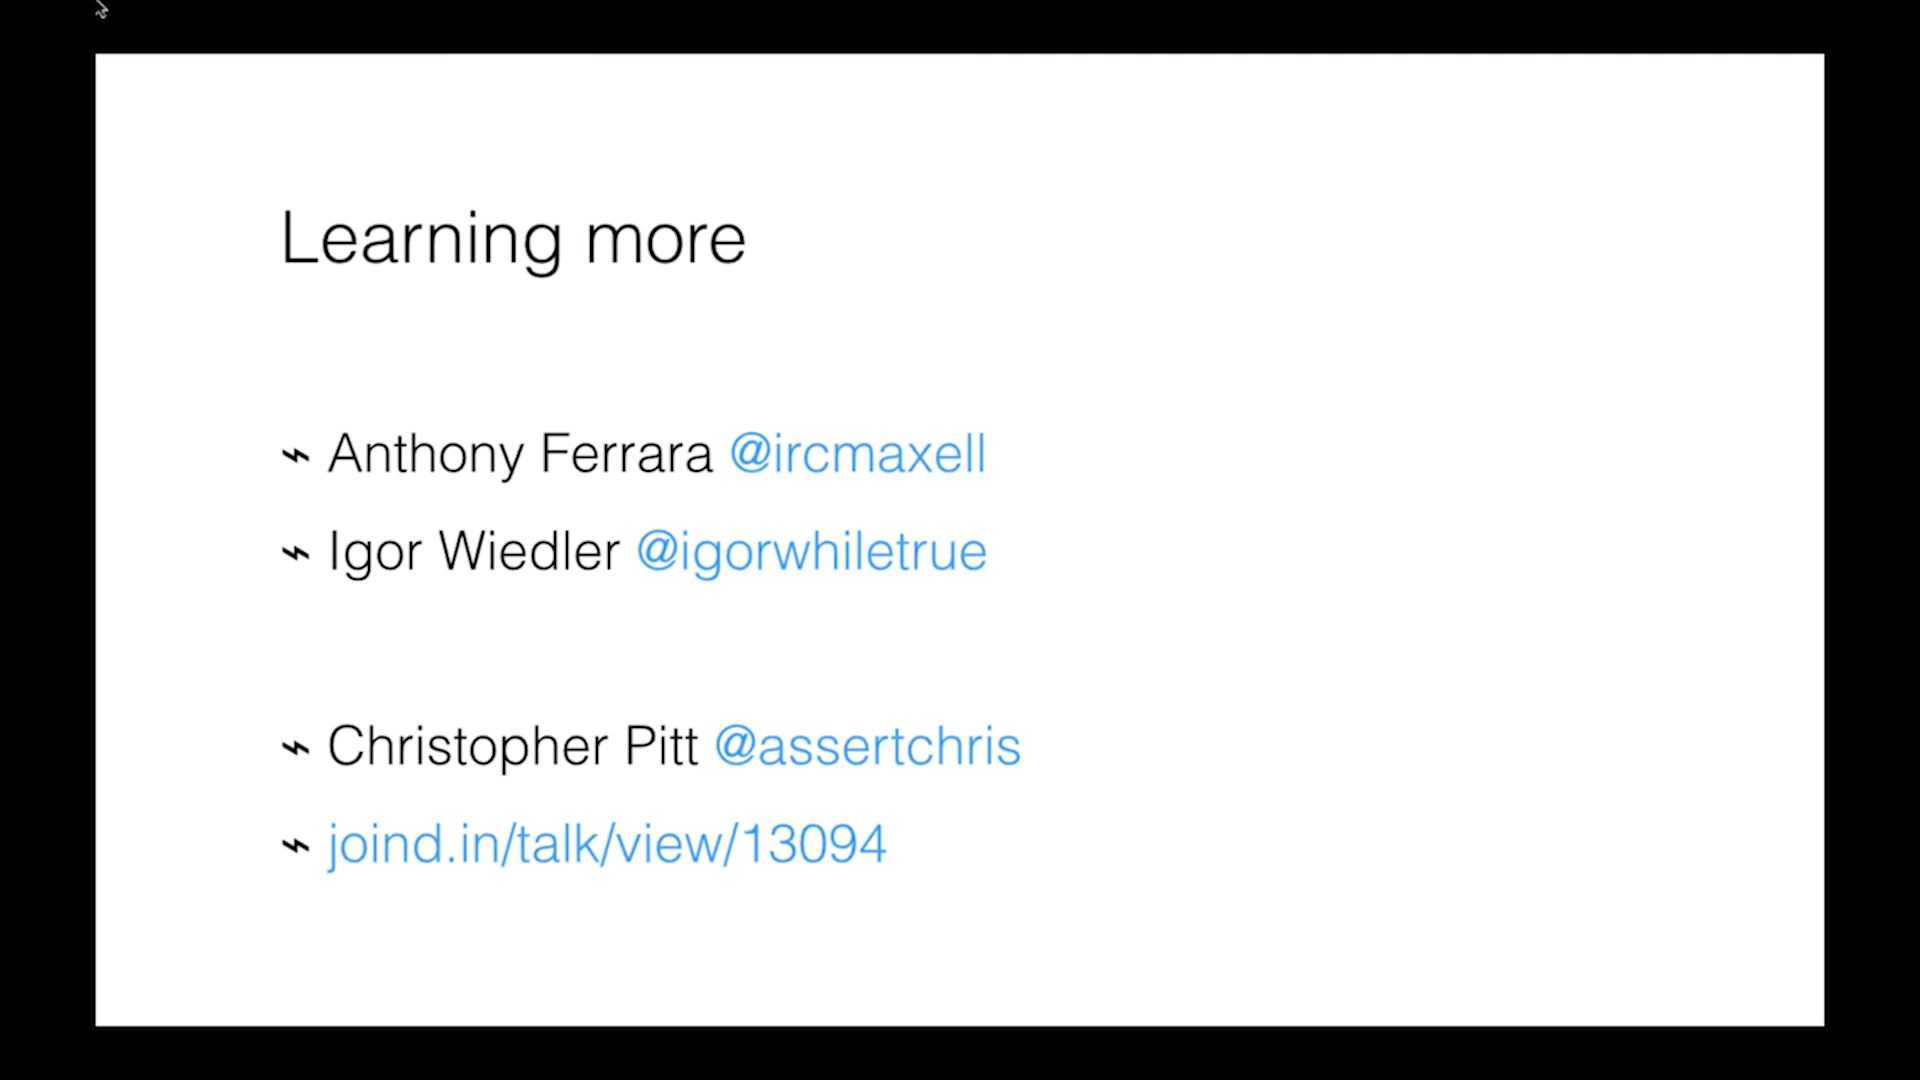 Learning more
Anthony Ferrara @ircmaxell
Igor Wiedler @igorwhiletrue
Christopher Pitt @assertchris
joind.in/talk/view/13094